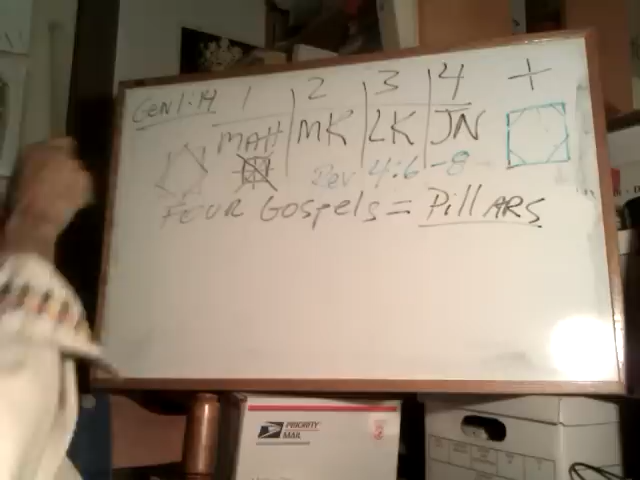 Gen 1:14 1 2 3 4 +
MATT MK LK JN
Rev 4:6-8
FOUR Gospels = PillARS
PRIORITY
MAIL